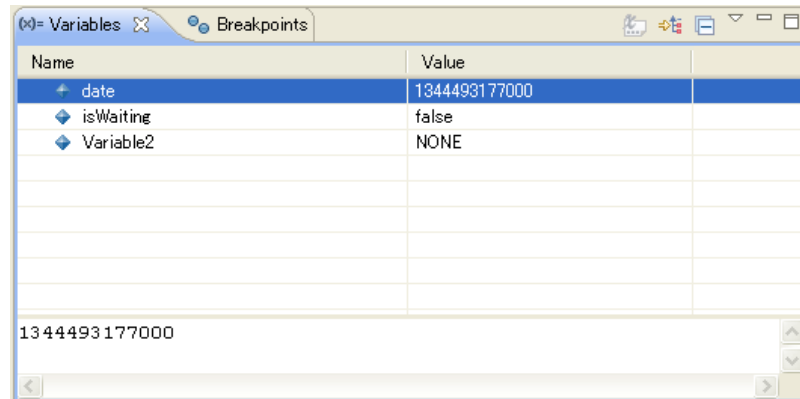 (x)= Variables Breakpoints
Name Value
date 1344493177000
isWaiting false
Variable2 NONE
1344493177000